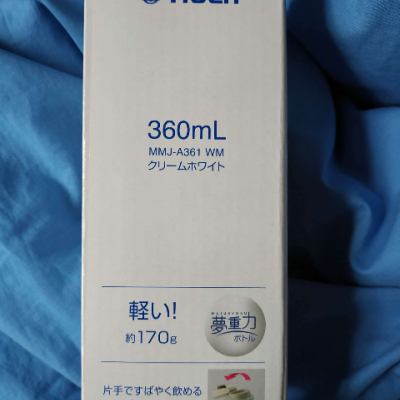 TIGER
360mL
MMJ-A361 WM
クリームホワイト
軽い!
約170g
夢重力
ボトル
片手ですばやく飲める